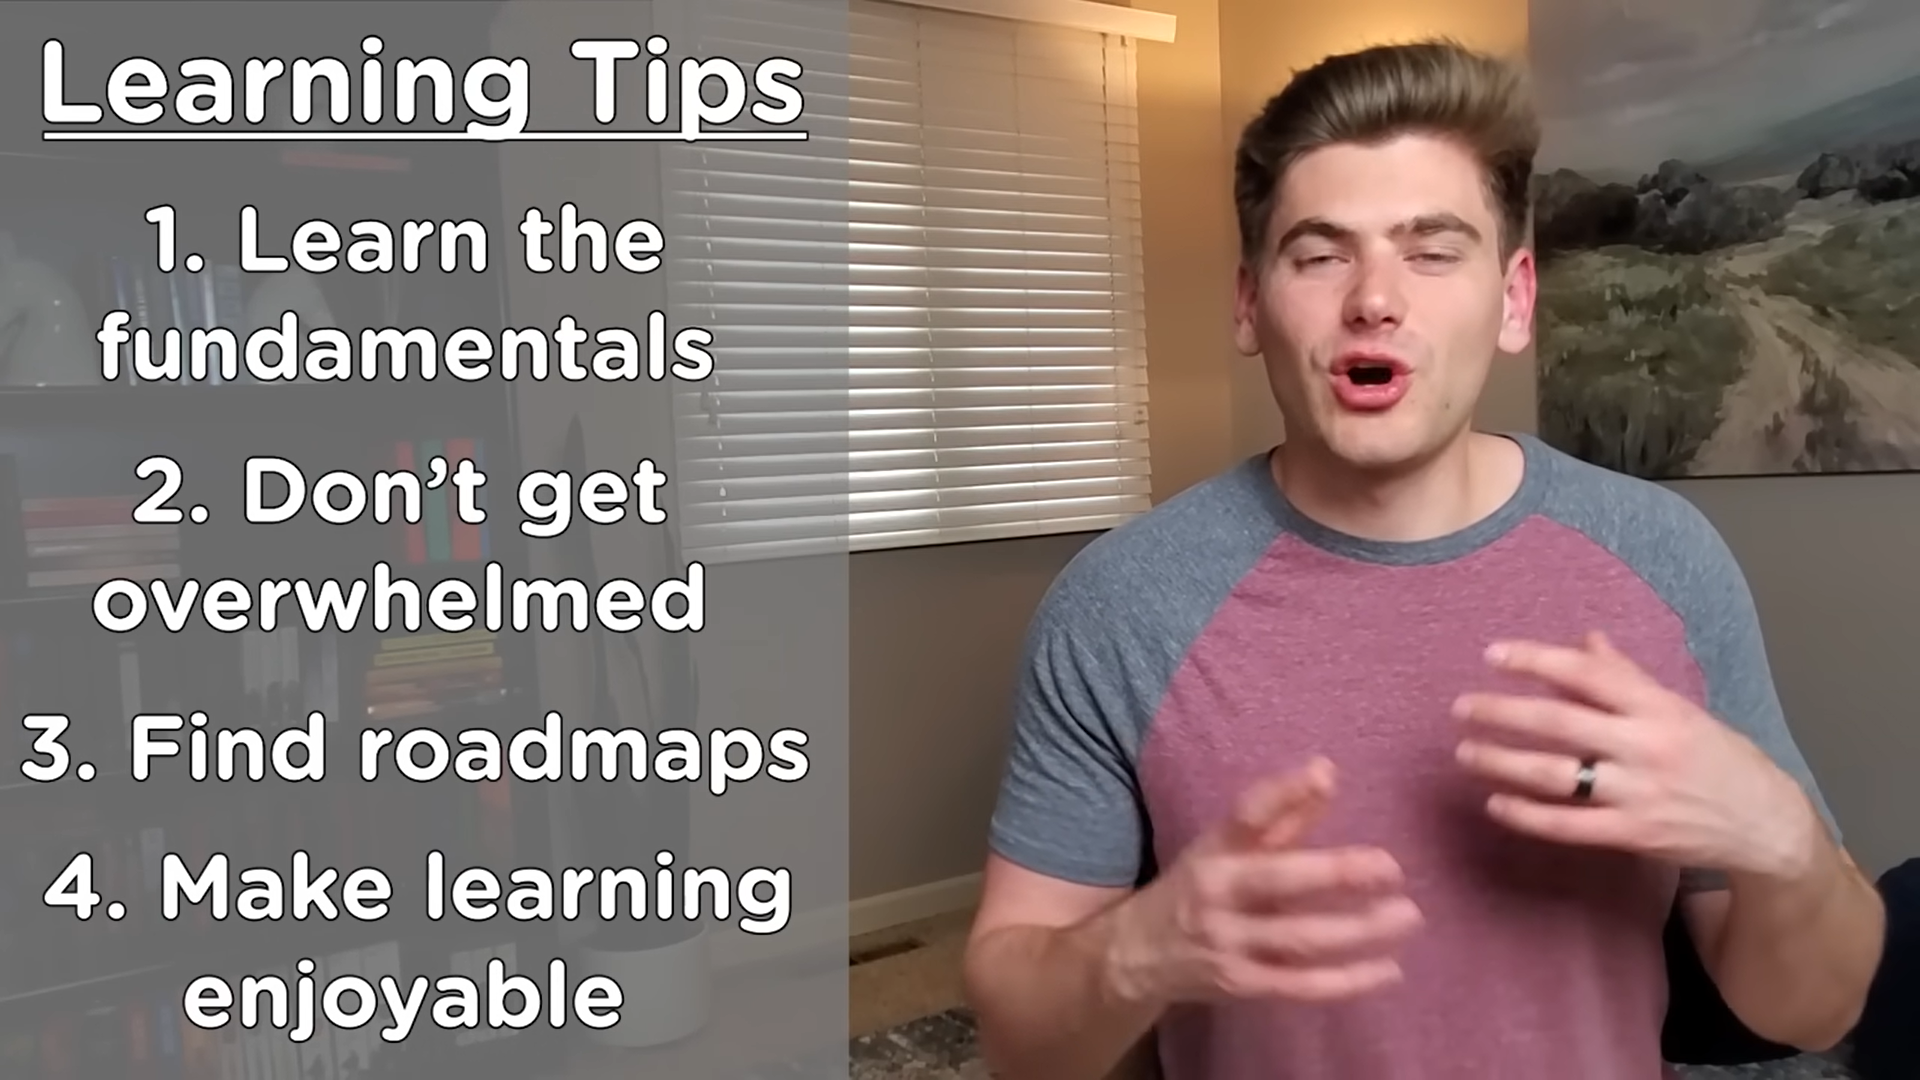 Learning Tips
1. Learn the
fundamentals
2. Don’t get
overwhelmed
3. Find roadmaps
4. Make learning
enjoyable